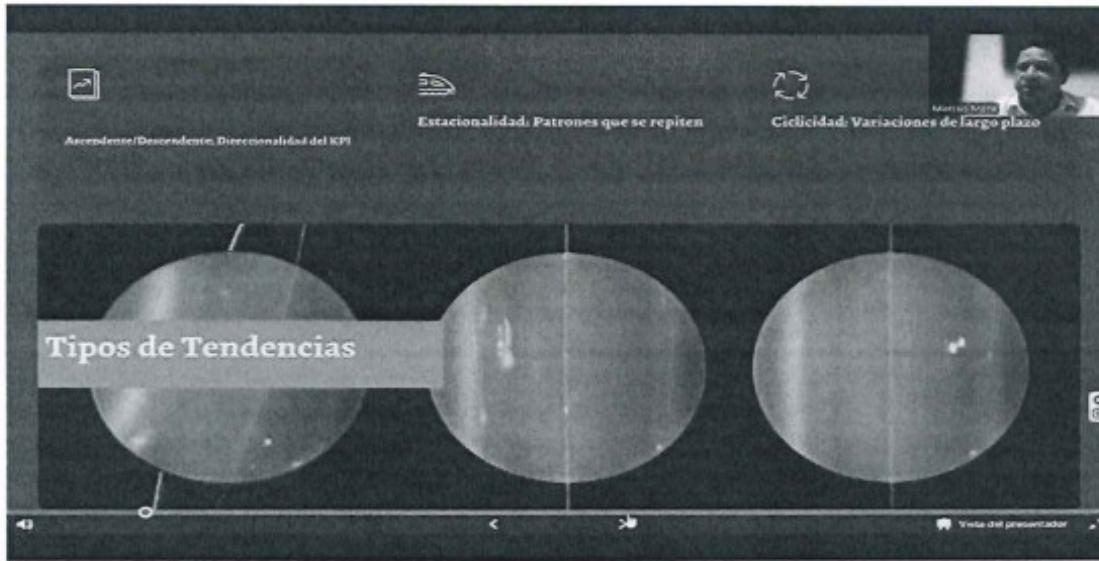 Estacionalidad: Patrones que se repiten
Ciclicidad: Variaciones de largo plazo
Ascendente/Descendente, Direccionalidad del KPI
Tipos de Tendencias
Vista del presentador